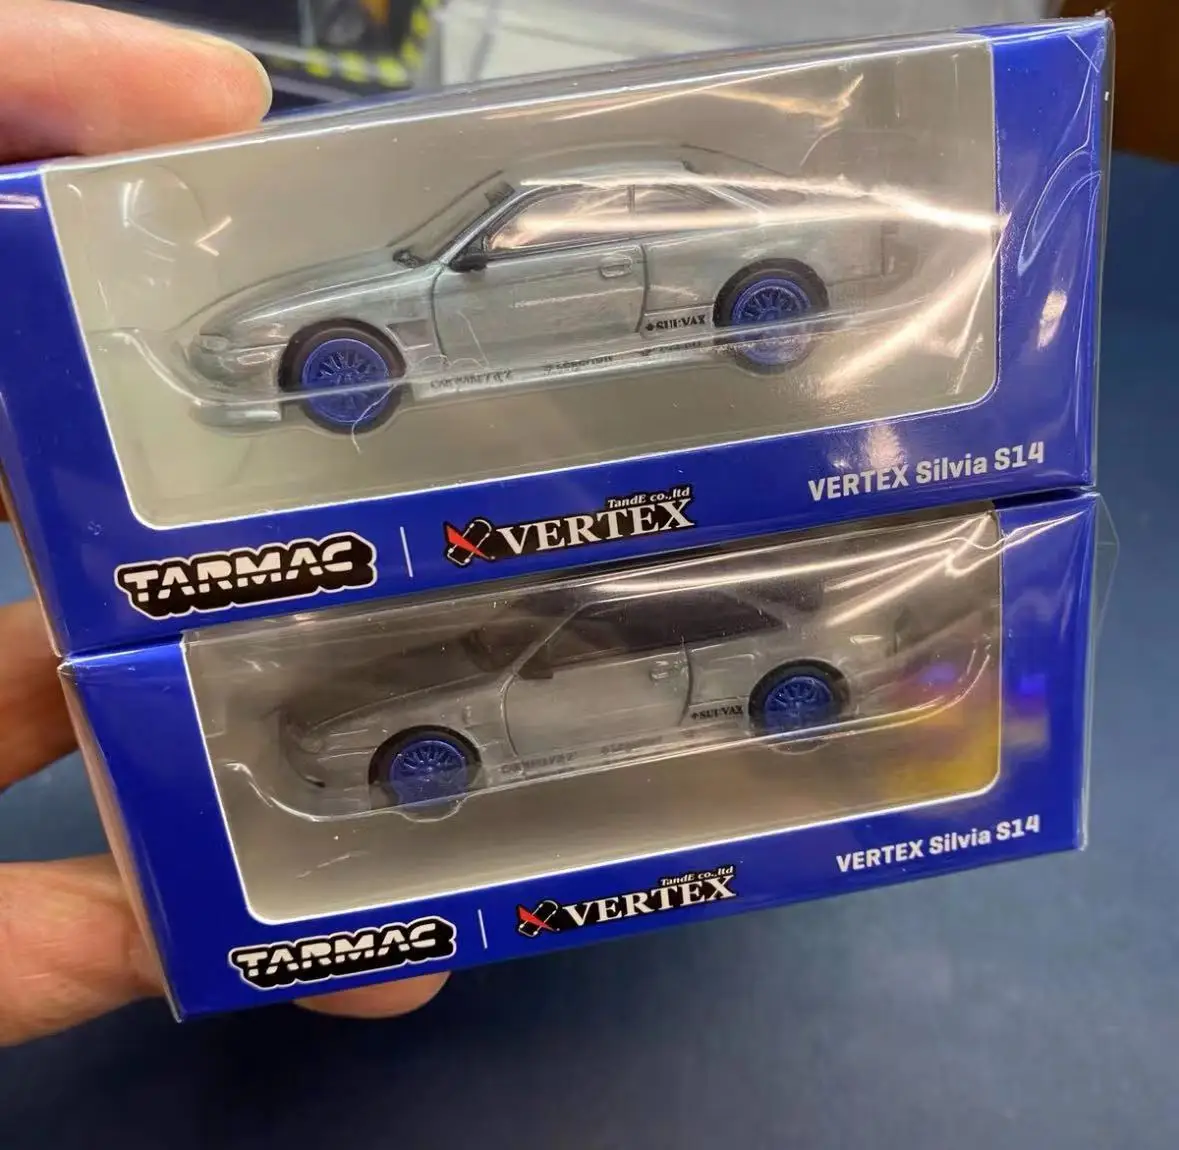 SUI:VAX
VERTEX Silvia S14
TARMAC
TandE co.,ltd
VERTEX
SUI:VAX
VERTEX Silvia S14
TARMAC
TandE co.,ltd
VERTEX